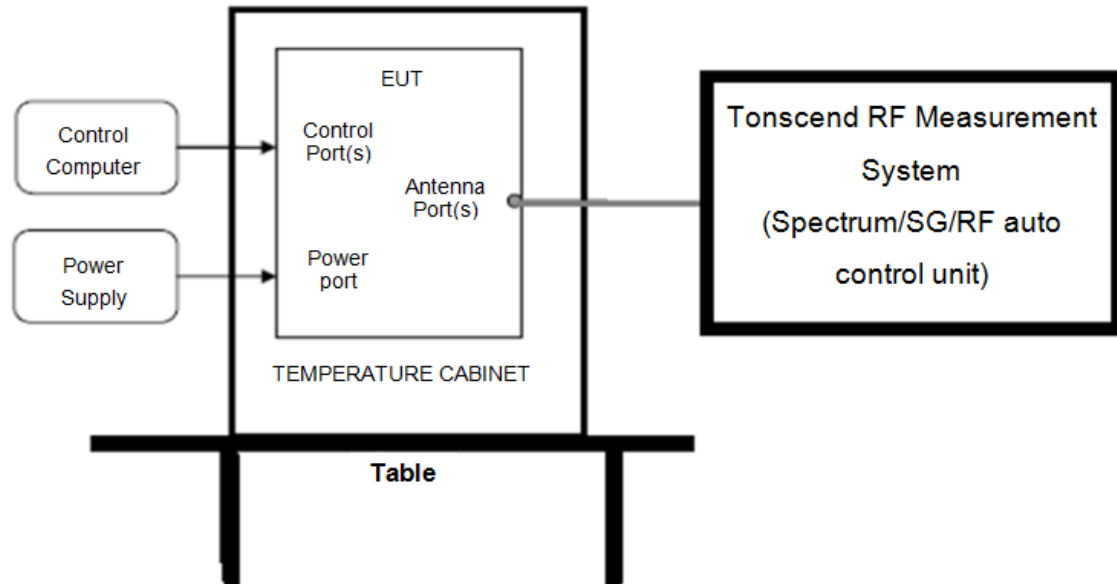 Control
Computer
Power
Supply
EUT
Control
Port(s)
Antenna
Port(s)
Power
port
TEMPERATURE CABINET
Table
Tonscend RF Measurement
System
(Spectrum/SG/RF auto
control unit)